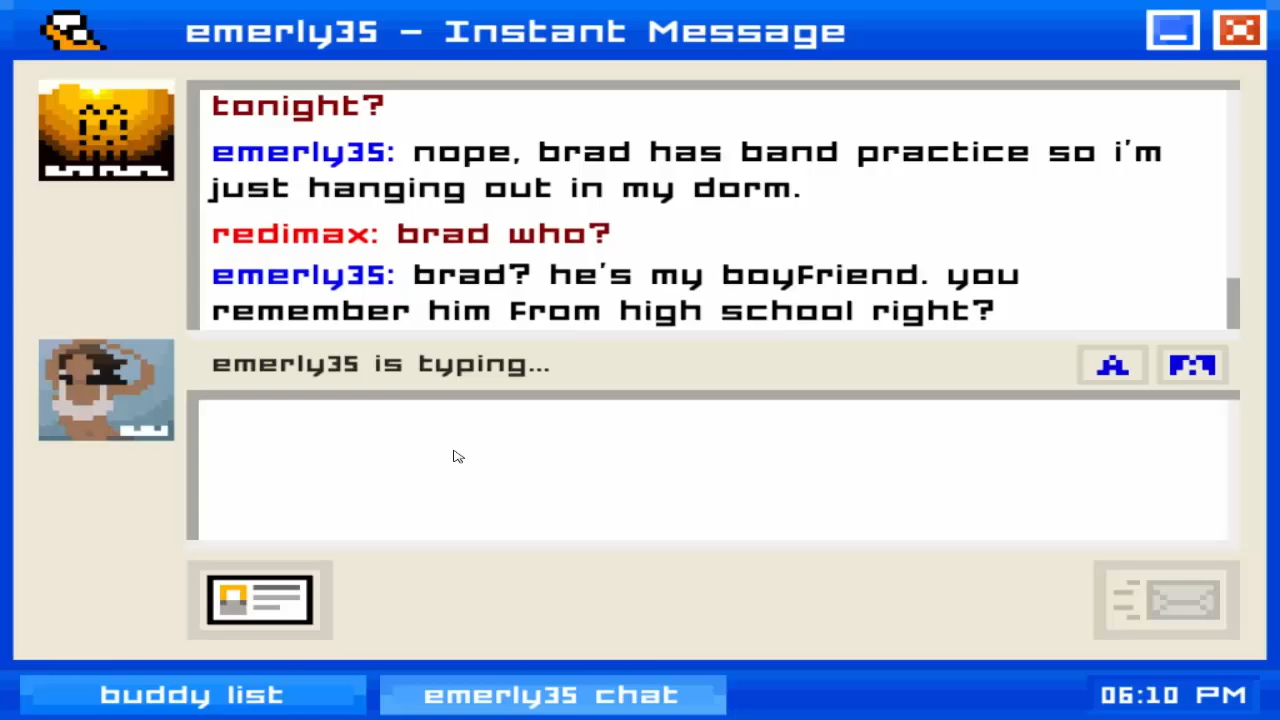 emerly35 - Instant Message
tonight?
emerly35: nope, brad has band practice so i'm
just hanging out in my dorm.
redimax: brad who?
emerly35: brad? he's my boyfriend. you
remember him from high school right?
emerly35 is typing...
A
buddy list
emerly35 chat
06:10 PM